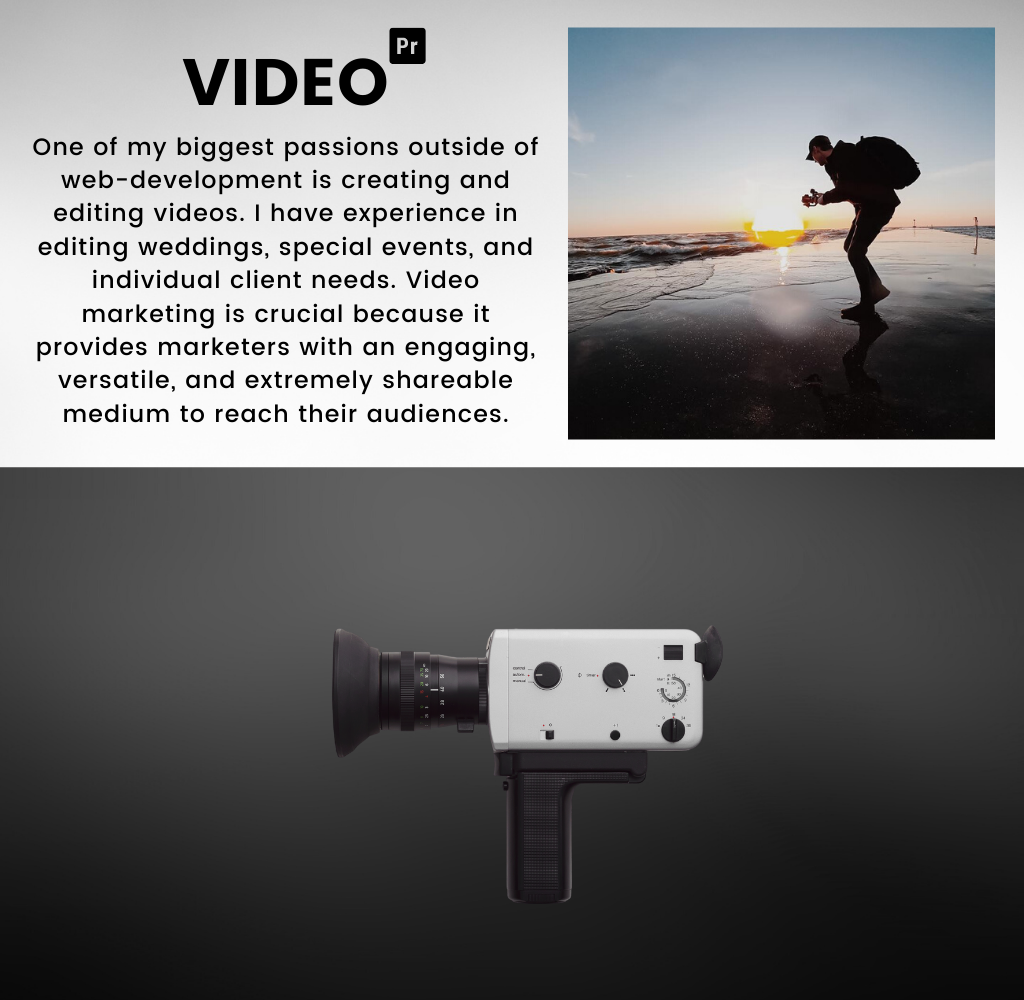 VIDEO
Pr
One of my biggest passions outside of
web-development is creating and
editing videos. I have experience in
editing weddings, special events, and
individual client needs. Video
marketing is crucial because it
provides marketers with an engaging,
versatile, and extremely shareable
medium to reach their audiences.